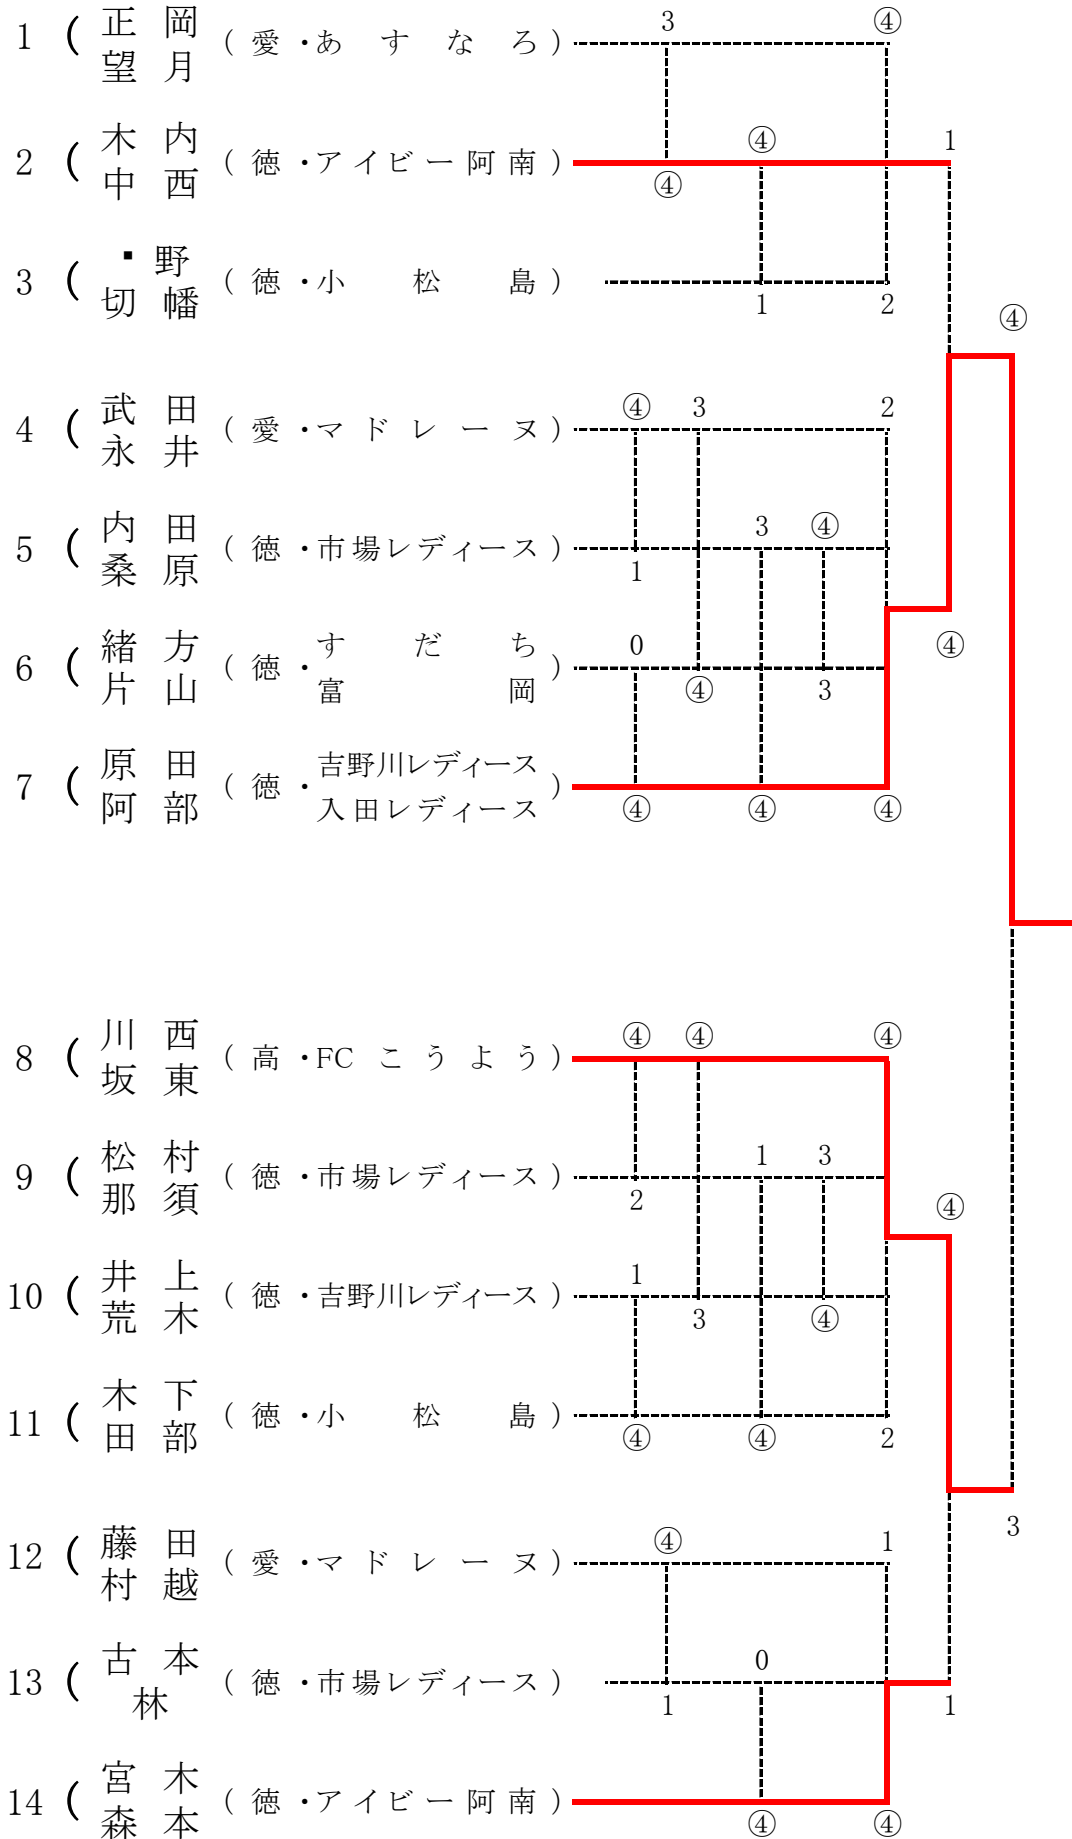 3 ④
1 ( 正岡 望月 ( 愛・あすなろ )
④ 1
2 ( 木内 中西 ( 徳・アイビー阿南 )
④
3 ( ▪野 切幡 ( 徳・小松島 )
1 2
④
④ 3 2
4 ( 武田 永井 ( 愛・マドレーヌ )
3 ④
5 ( 内田 桑原 ( 徳・市場レディース )
1
0 ④
6 ( 緒方 片山 ( 徳・すだち 富岡 )
④ 3
7 ( 原田 阿部 ( 徳・吉野川レディース 入田レディース )
④ ④ ④
④ ④ ④
8 ( 川西 坂東 ( 高・FCこうよう )
1 3
9 ( 松村 那須 ( 徳・市場レディース )
2 ④
1
10 ( 井上 荒木 ( 徳・吉野川レディース )
3 ④
11 ( 木下 田部 ( 徳・小松島 )
④ ④ 2
3
④ 1
12 ( 藤田 村越 ( 愛・マドレーヌ )
0
13 ( 古本 林 ( 徳・市場レディース )
1 1
14 ( 宮木 森本 ( 徳・アイビー阿南 )
④ ④